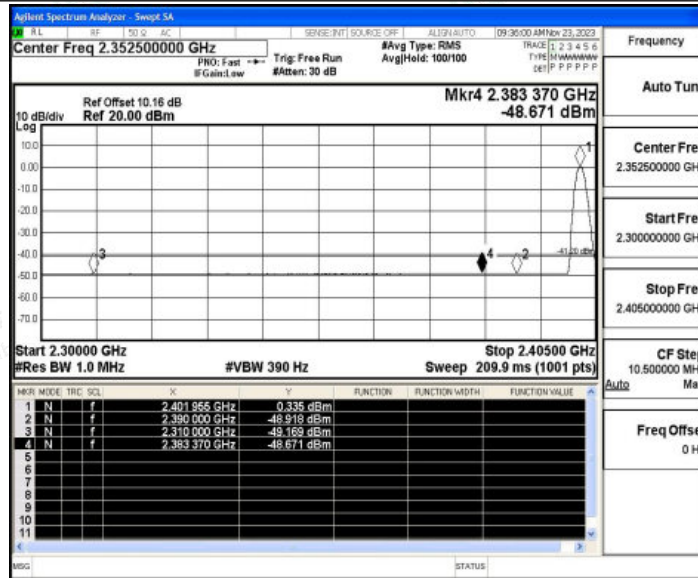 Agilent Spectrum Analyzer - Swept SA
RL RF 50 Ω AC SENSE:INT SOURCE OFF ALIGN AUTO 09:36:00 AM Nov 23, 2023
Center Freq 2.352500000 GHz
PNO: Fast
IFGain:Low
Trig: Free Run
#Atten: 30 dB
#Avg Type: RMS
Avg|Hold: 100/100
TRACE 1 2 3 4 5 6
TYPE M
DET P P P P P P
Mkr4 2.383 370 GHz
-48.671 dBm
Ref Offset 10.16 dB
Ref 20.00 dBm
10 dB/div
Log
10.0
0.00
-10.0
-20.0
-30.0
-40.0
-50.0
-60.0
-70.0
1
3
4
2
-41.20 dBm
Start 2.30000 GHz
Stop 2.40500 GHz
#Res BW 1.0 MHz
#VBW 390 Hz
Sweep 209.9 ms (1001 pts)
MKR MODE TRC SCL X Y FUNCTION FUNCTION WIDTH FUNCTION VALUE
1 N f 2.401 955 GHz 0.335 dBm
2 N f 2.390 000 GHz -48.918 dBm
3 N f 2.310 000 GHz -49.169 dBm
4 N f 2.383 370 GHz -48.671 dBm
5
6
7
8
9
10
11
MSG
STATUS
Frequency
Auto Tun
Center Fre
2.352500000 GH
Start Fre
2.300000000 GH
Stop Fre
2.405000000 GH
CF Ste
10.500000 MH
Auto Ma
Freq Offse
0 H